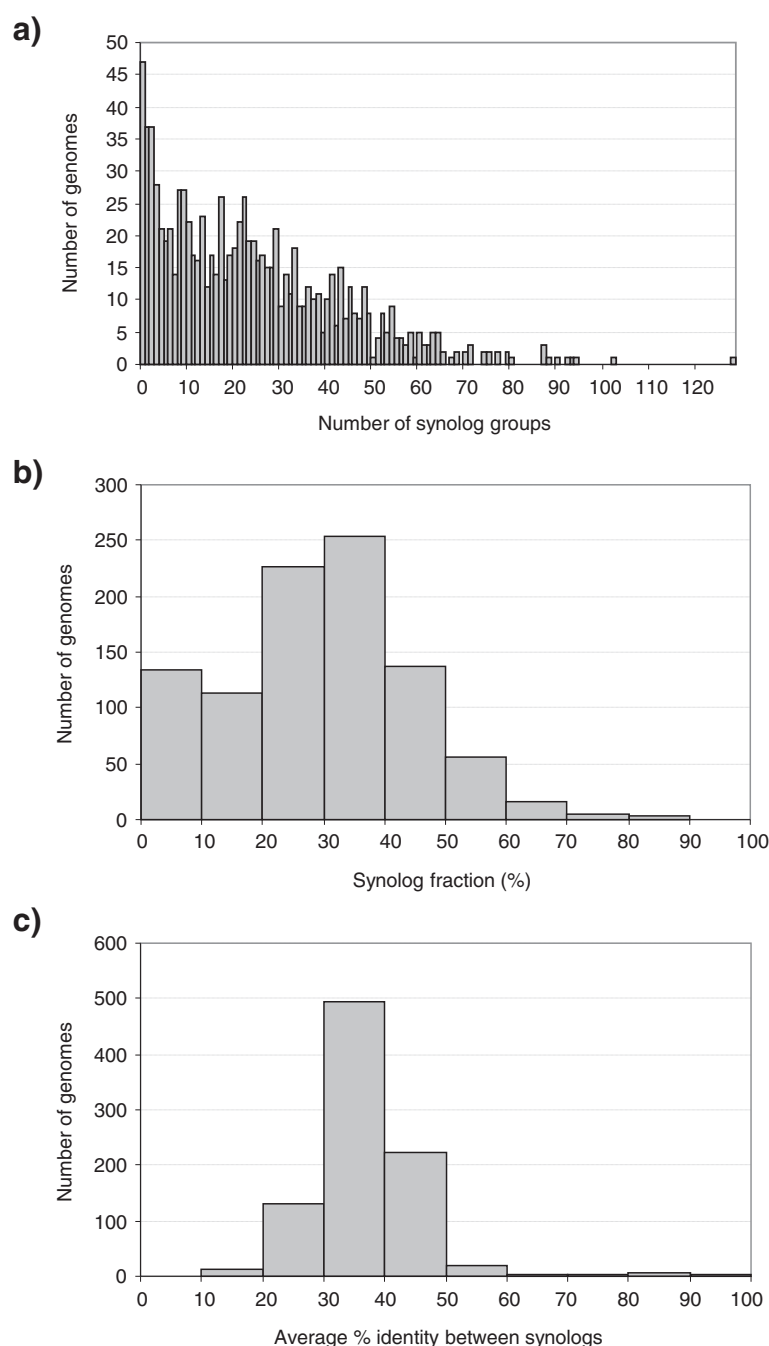 a)
50
45
40
35
30
25
20
15
10
5
0
Number of genomes
0 10 20 30 40 50 60 70 80 90 100 110 120
Number of synolog groups
b)
300
250
200
150
100
50
0
Number of genomes
0 10 20 30 40 50 60 70 80 90 100
Synolog fraction (%)
c)
600
500
400
300
200
100
0
Number of genomes
0 10 20 30 40 50 60 70 80 90 100
Average % identity between synologs